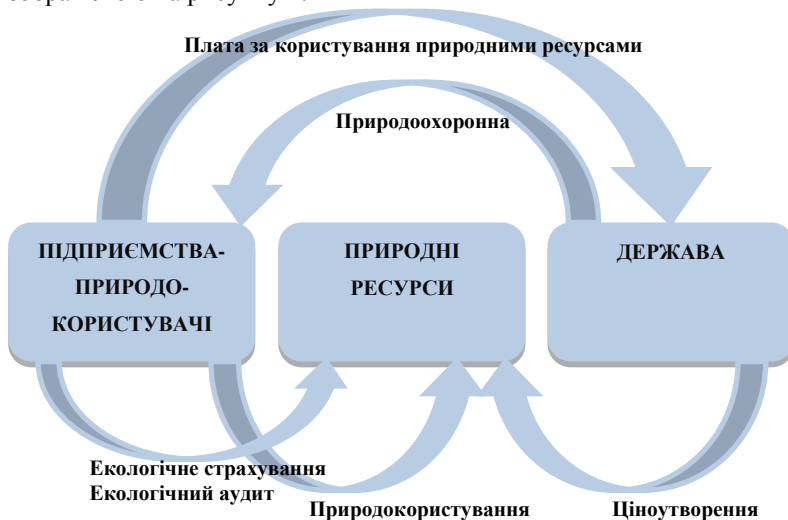 Плата за користування природними ресурсами
Природоохоронна
ПІДПРИЄМСТВА-
ПРИРОДО-
КОРИСТУВАЧІ
ПРИРОДНІ
РЕСУРСИ
ДЕРЖАВА
Екологічне страхування
Екологічний аудит
Природокористування
Ціноутворення